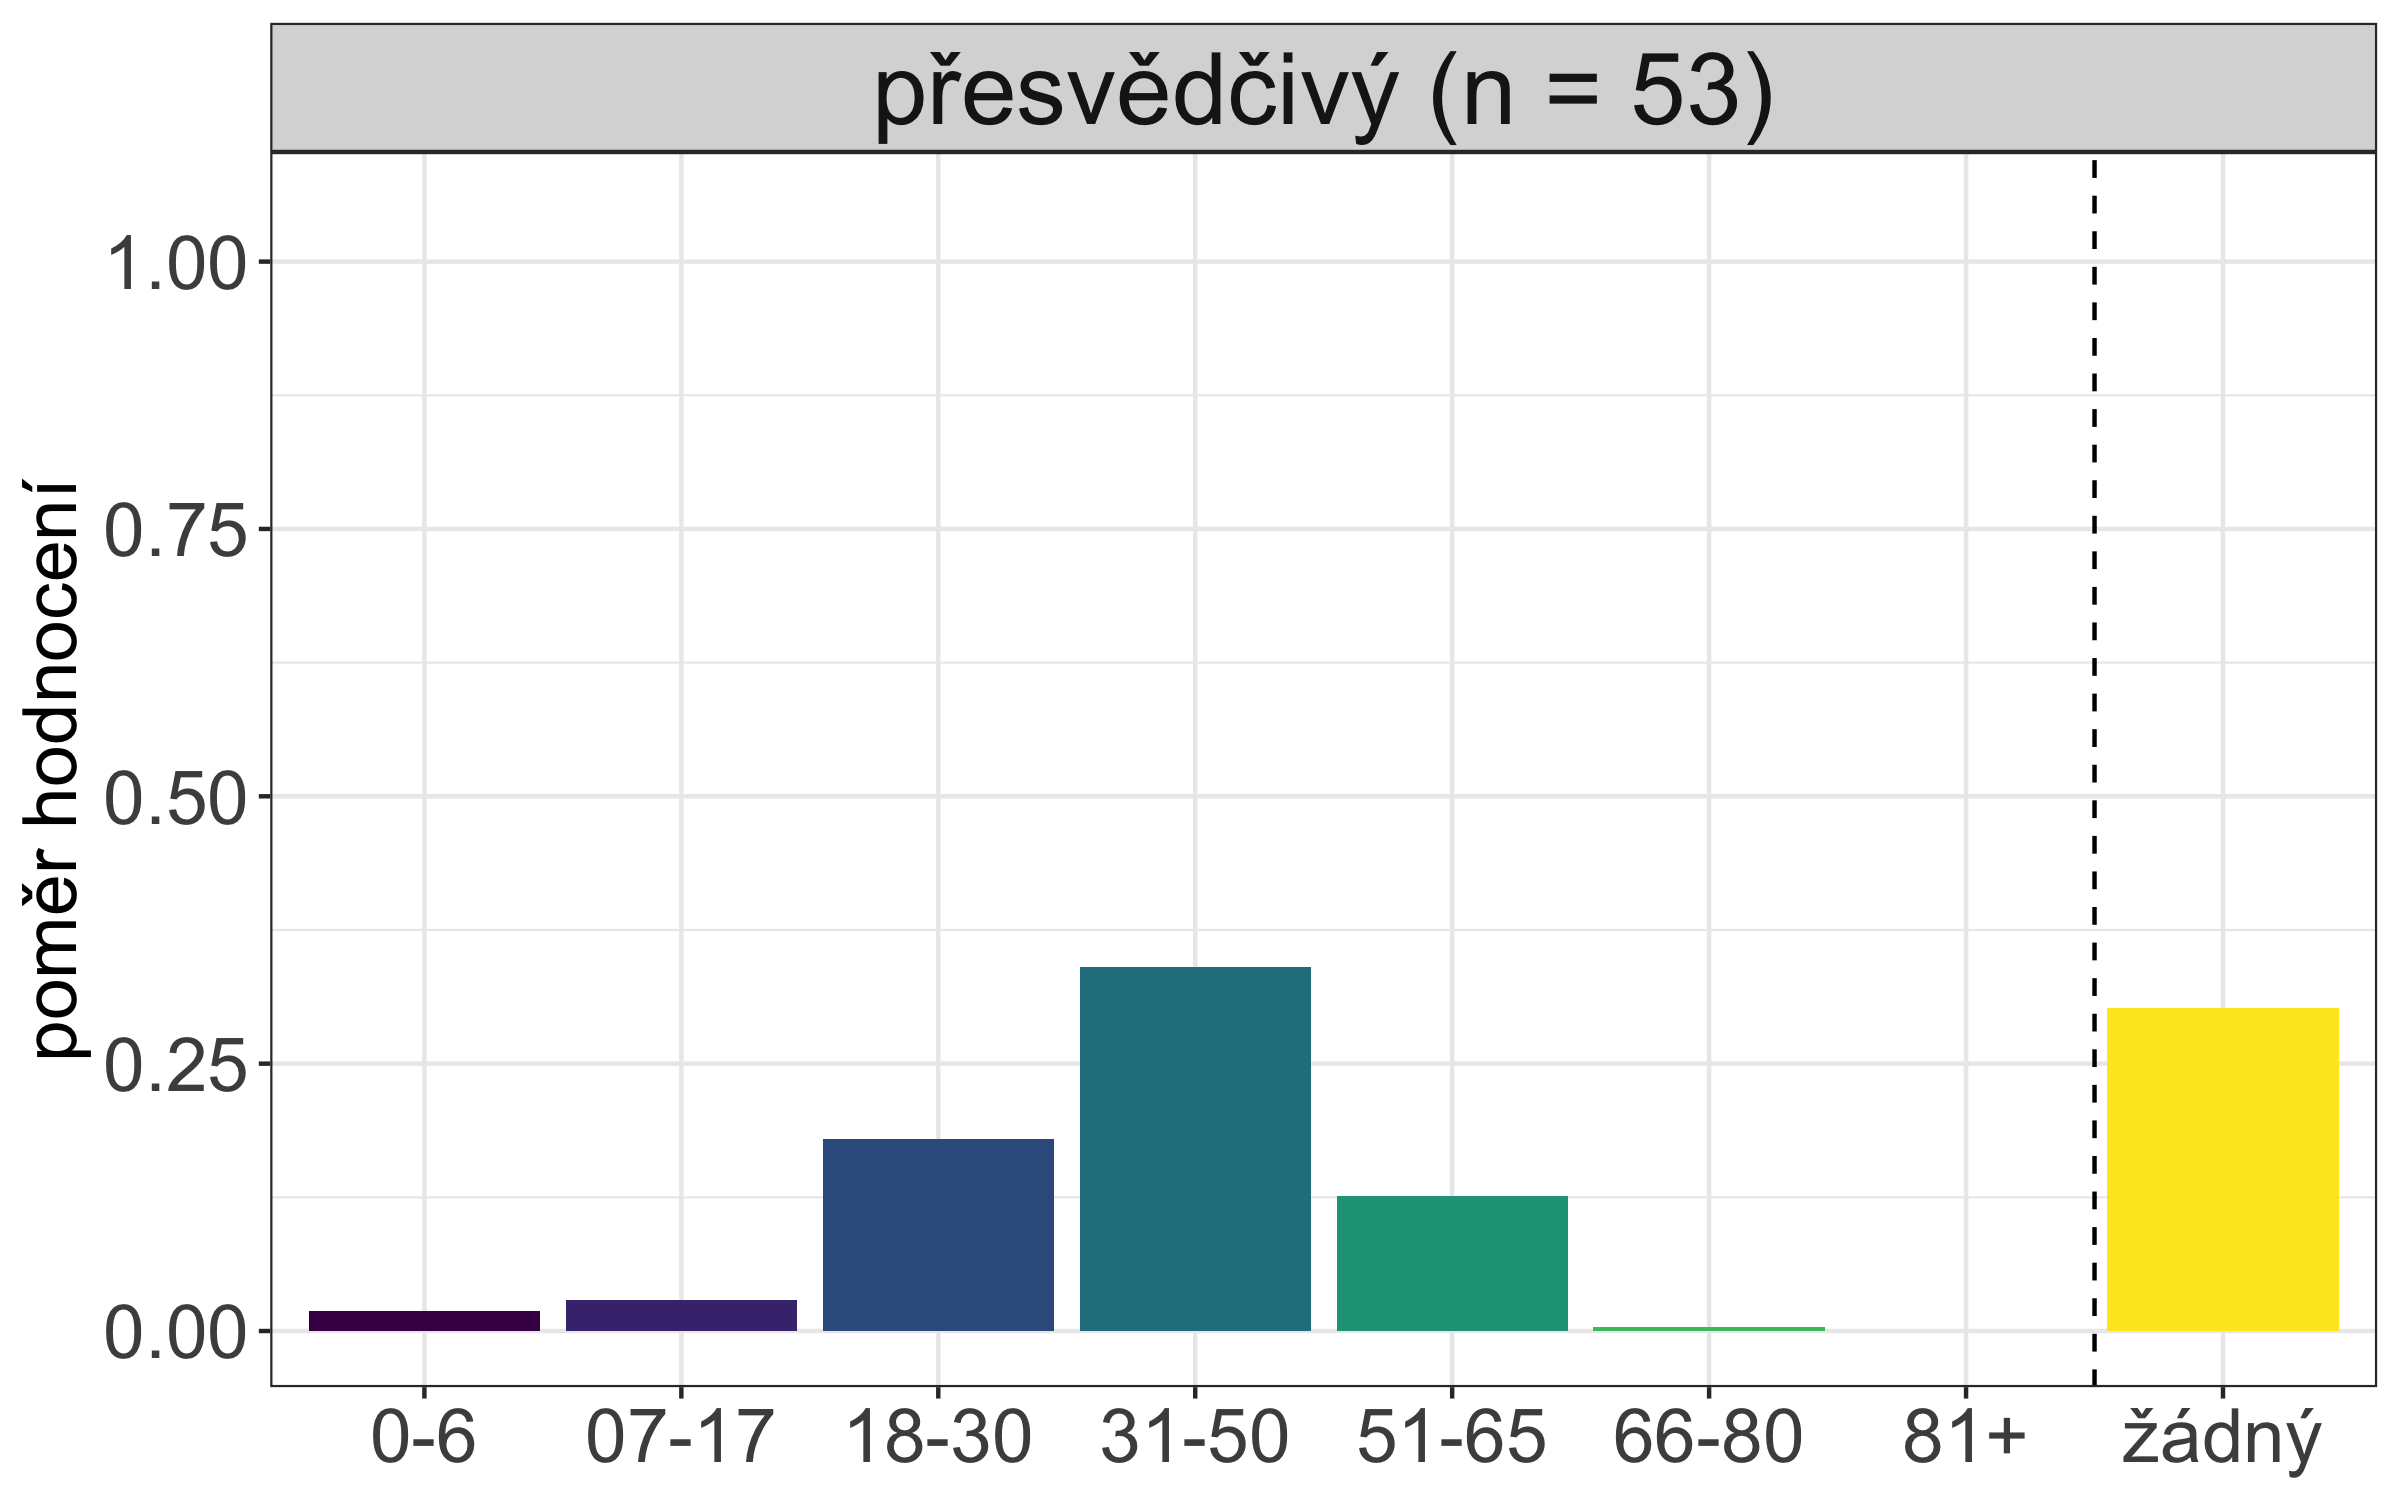 přesvědčivý (n = 53)
poměr hodnocení
1.00
0.75
0.50
0.25
0.00
0-6 07-17 18-30 31-50 51-65 66-80 81+ žádný